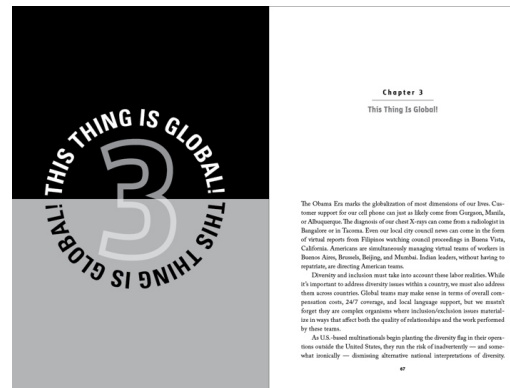 THIS THING IS GLOBAL! THIS THING IS GLOBAL!
3
Chapter 3
This Thing Is Global!
The Obama Era marks the globalization of most dimensions of our lives. Cus-
tomer support for our cell phone can just as likely come from Gurgaon, Manila,
or Albuquerque. The diagnosis of our chest X-rays can come from a radiologist in
Bangalore or in Tacoma. Even our local city council news can come in the form
of virtual reports from Filipinos watching council proceedings in Buena Vista,
California. Americans are simultaneously managing virtual teams of workers in
Buenos Aires, Brussels, Beijing, and Mumbai. Indian leaders, without having to
repatriate, are directing American teams.
Diversity and inclusion must take into account these labor realities. While
it's important to address diversity issues within a country, we must also address
them across countries. Global teams may make sense in terms of overall com-
pensation costs, 24/7 coverage, and local language support, but we mustn't
forget they are complex organisms where inclusion/exclusion issues material-
ize in ways that affect both the quality of relationships and the work performed
by these teams.
As U.S.-based multinationals begin planting the diversity flag in their opera-
tions outside the United States, they run the risk of inadvertently — and some-
what ironically — dismissing alternative national interpretations of diversity.
67